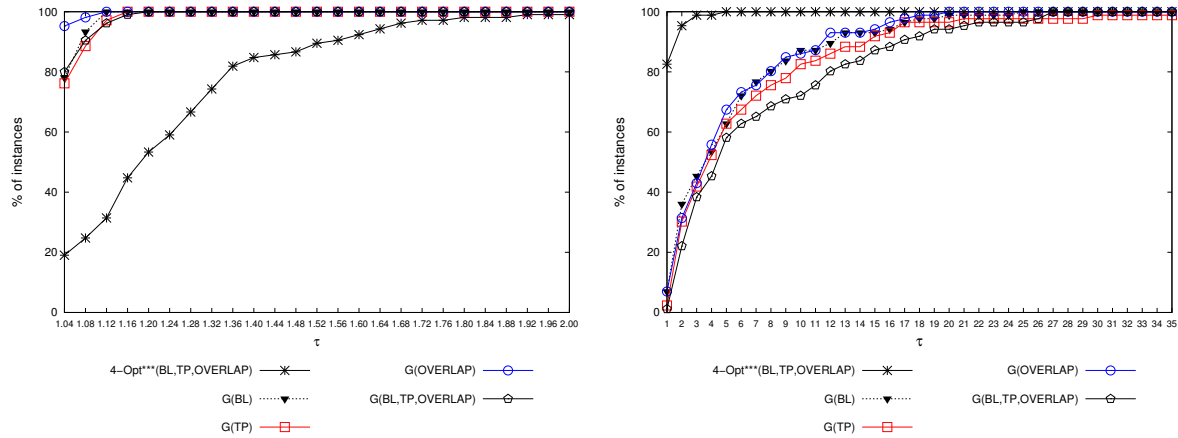 100
80
60
40
20
0
% of instances
1.04 1.08 1.12 1.16 1.20 1.24 1.28 1.32 1.36 1.40 1.44 1.48 1.52 1.56 1.60 1.64 1.68 1.72 1.76 1.80 1.84 1.88 1.92 1.96 2.00
τ
4-Opt***(BL,TP,OVERLAP)
G(BL)
G(TP)
G(OVERLAP)
G(BL,TP,OVERLAP)
100
80
60
40
20
0
% of instances
1 2 3 4 5 6 7 8 9 10 11 12 13 14 15 16 17 18 19 20 21 22 23 24 25 26 27 28 29 30 31 32 33 34 35
τ
4-Opt***(BL,TP,OVERLAP)
G(BL)
G(TP)
G(OVERLAP)
G(BL,TP,OVERLAP)